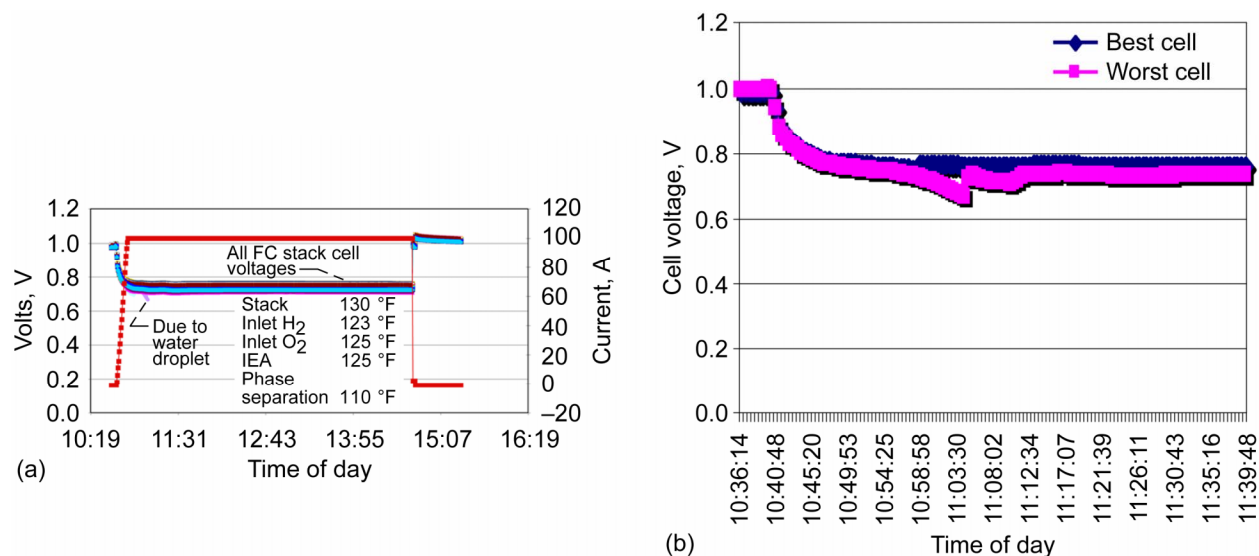 1.2
1.0
0.8
0.6
0.4
0.2
0.0
Volts, V
120
100
80
60
40
20
0
–20
Current, A
All FC stack cell
voltages
Due to
water
droplet
Stack 130 °F
Inlet H2 123 °F
Inlet O2 125 °F
IEA 125 °F
Phase
separation 110 °F
10:19 11:31 12:43 13:55 15:07 16:19
Time of day
(a)
1.2
1.0
0.8
0.6
0.4
0.2
0.0
Cell voltage, V
Best cell
Worst cell
10:36:14
10:40:48
10:45:20
10:49:53
10:54:25
10:58:58
11:03:30
11:08:02
11:12:34
11:17:07
11:21:39
11:26:11
11:30:43
11:35:16
11:39:48
Time of day
(b)